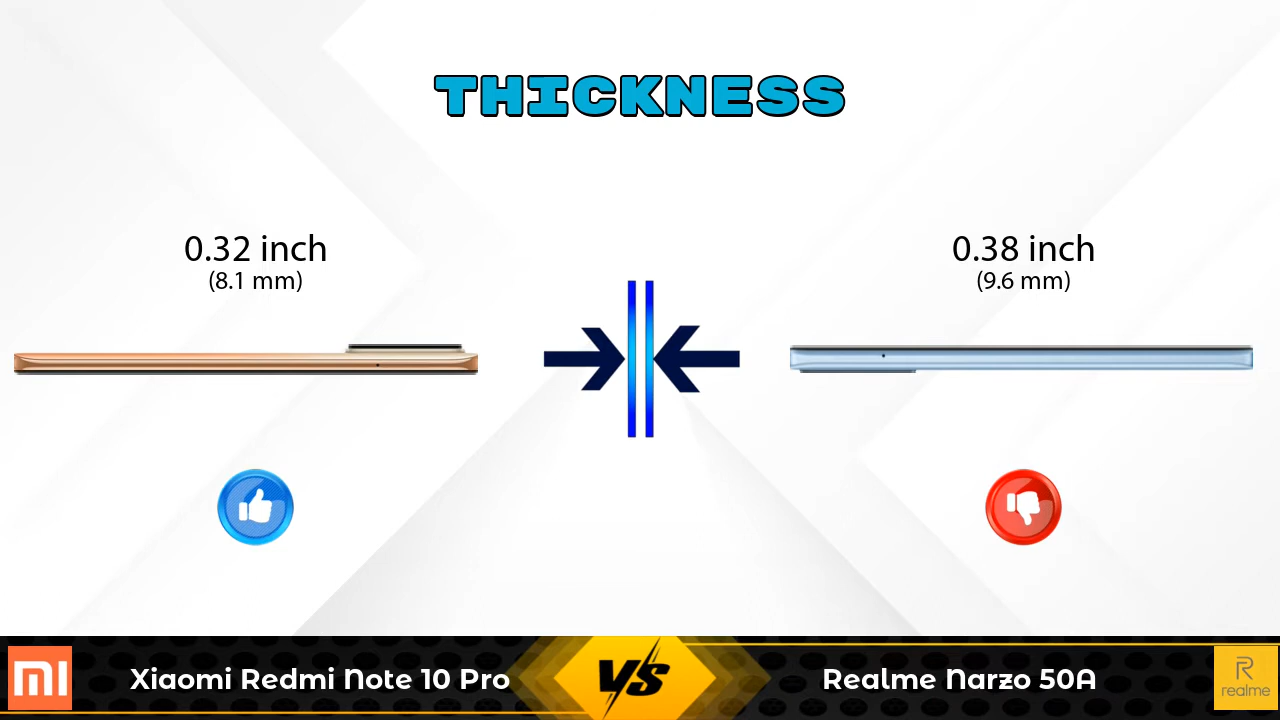 THICKNESS
0.32 inch
(8.1 mm)
0.38 inch
(9.6 mm)
mi
Xiaomi Redmi Note 10 Pro
VS
Realme Narzo 50A
R
realme